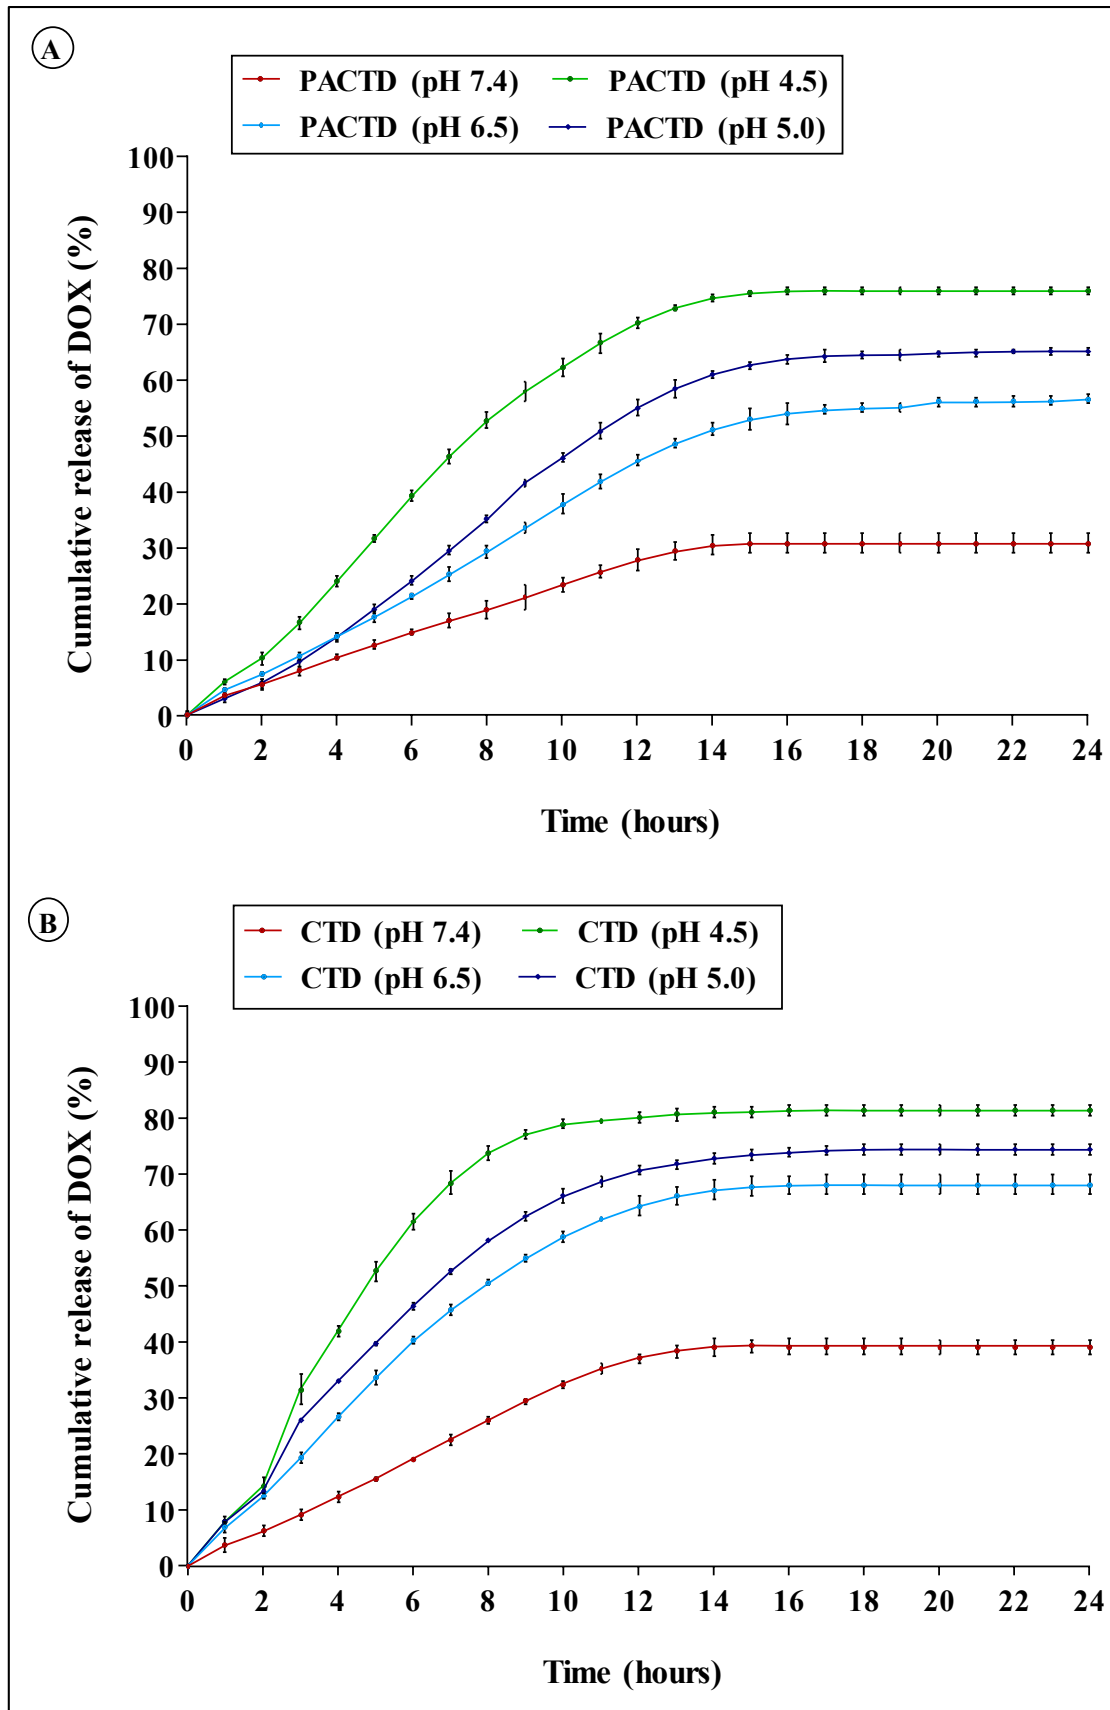 A
PACTD (pH 7.4) PACTD (pH 4.5)
PACTD (pH 6.5) PACTD (pH 5.0)
100
90
80
70
60
50
40
30
20
10
0
Cumulative release of DOX (%)
0 2 4 6 8 10 12 14 16 18 20 22 24
Time (hours)
B
CTD (pH 7.4) CTD (pH 4.5)
CTD (pH 6.5) CTD (pH 5.0)
100
90
80
70
60
50
40
30
20
10
0
Cumulative release of DOX (%)
0 2 4 6 8 10 12 14 16 18 20 22 24
Time (hours)